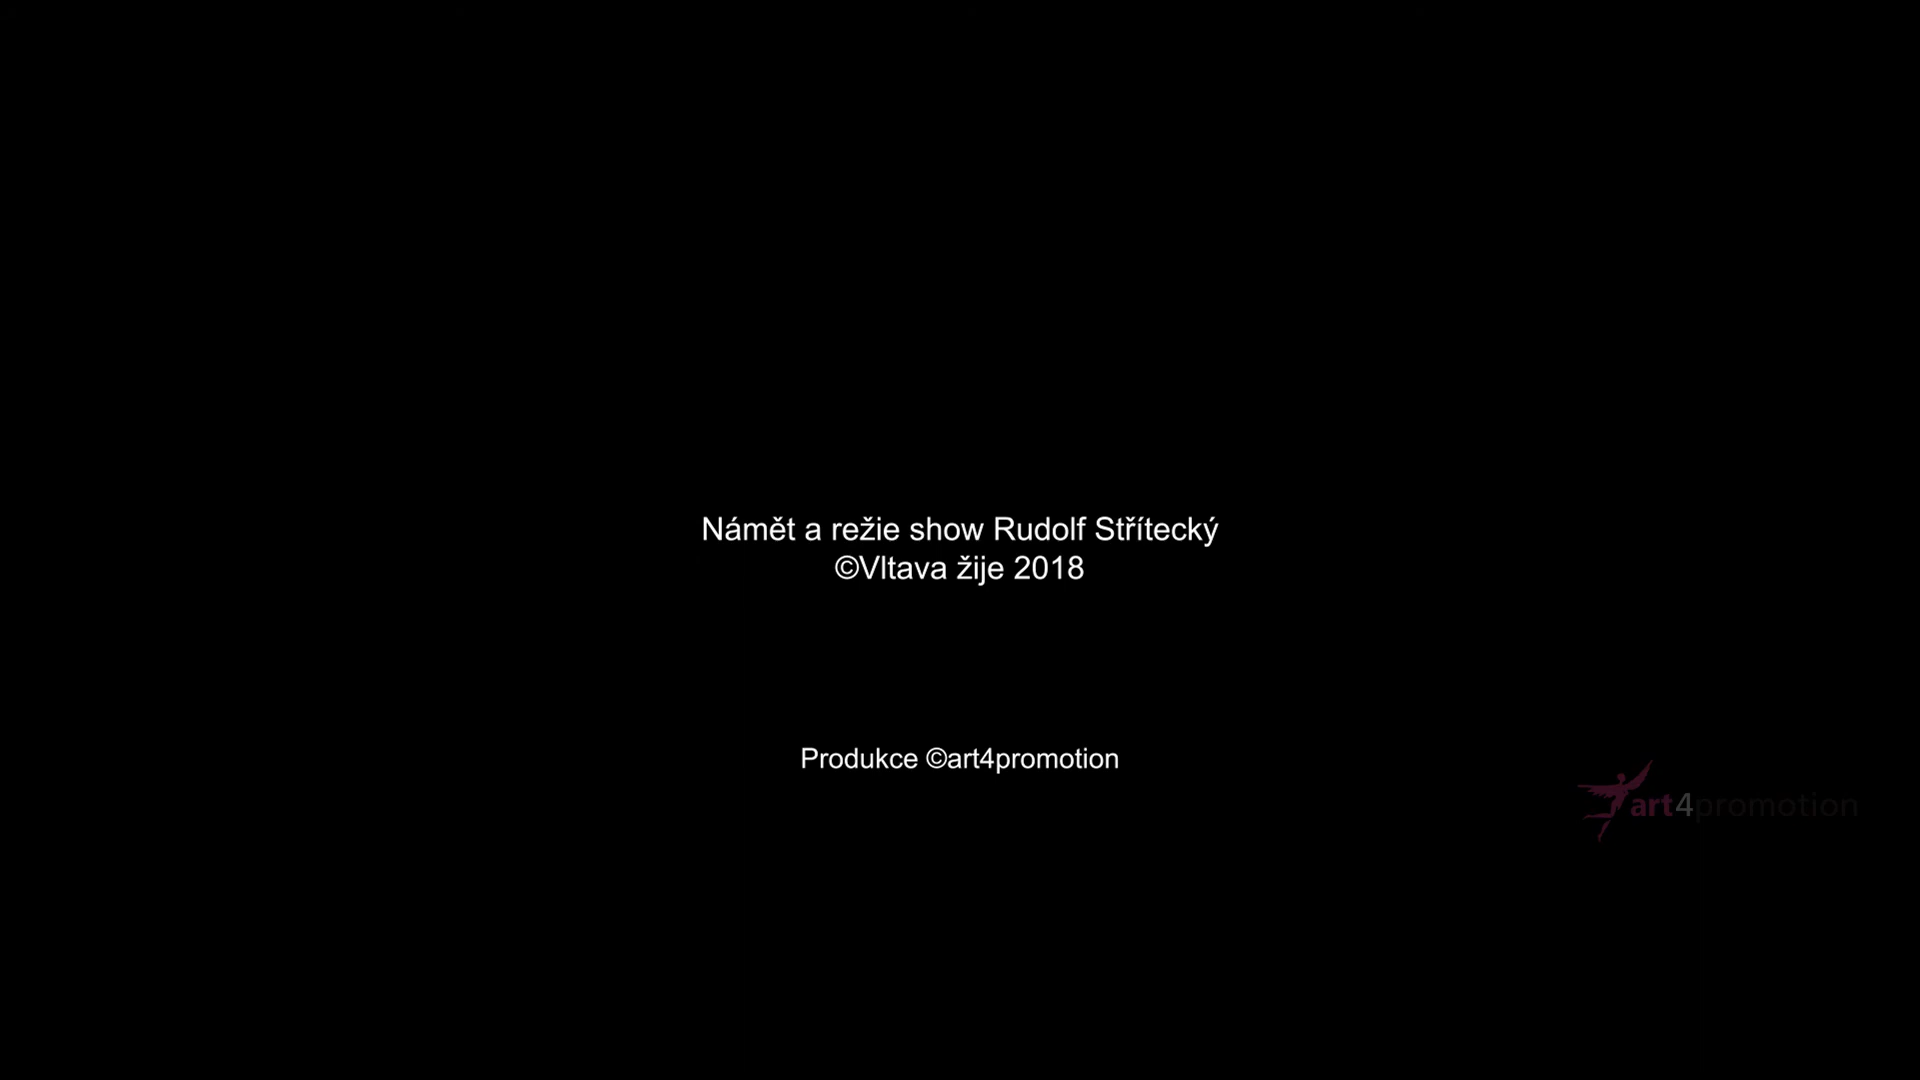 Námět a režie show Rudolf Střítecký
©Vltava žije 2018
Produkce ©art4promotion
art4promotion